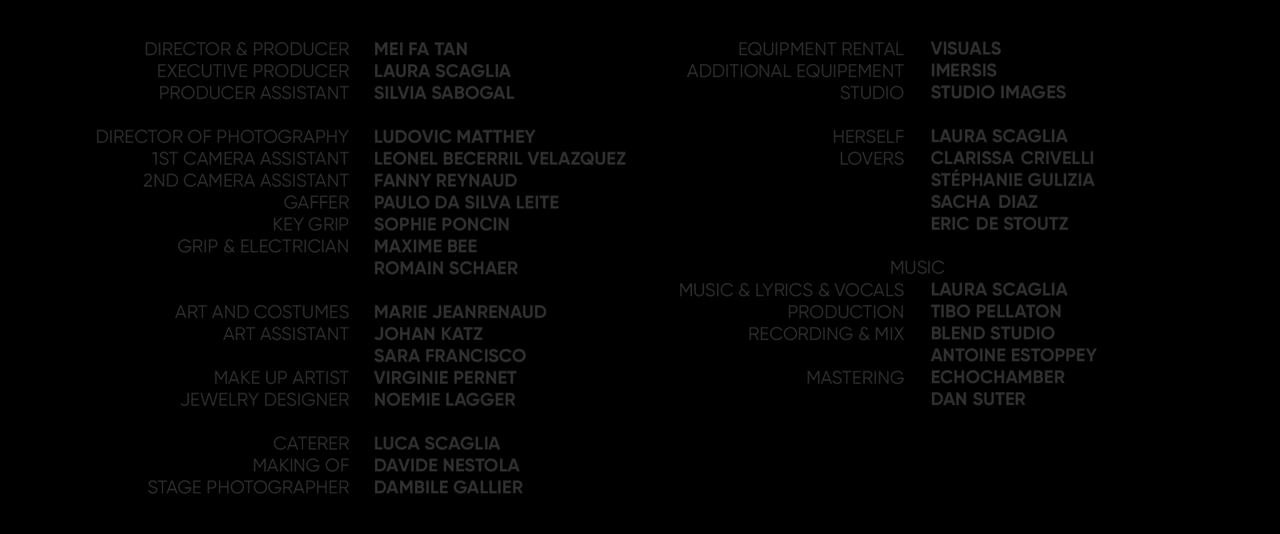 DIRECTOR & PRODUCER MEI FA TAN
EXECUTIVE PRODUCER LAURA SCAGLIA
PRODUCER ASSISTANT SILVIA SABOGAL
DIRECTOR OF PHOTOGRAPHY LUDOVIC MATTHEY
1ST CAMERA ASSISTANT LEONEL BECERRIL VELAZQUEZ
2ND CAMERA ASSISTANT FANNY REYNAUD
GAFFER PAULO DA SILVA LEITE
KEY GRIP SOPHIE PONCIN
GRIP & ELECTRICIAN MAXIME BEE
ROMAIN SCHAER
ART AND COSTUMES MARIE JEANRENAUD
ART ASSISTANT JOHAN KATZ
SARA FRANCISCO
MAKE UP ARTIST VIRGINIE PERNET
JEWELRY DESIGNER NOEMIE LAGGER
CATERER LUCA SCAGLIA
MAKING OF DAVIDE NESTOLA
STAGE PHOTOGRAPHER DAMBILE GALLIER
EQUIPMENT RENTAL VISUALS
ADDITIONAL EQUIPEMENT IMERSIS
STUDIO STUDIO IMAGES
HERSELF LAURA SCAGLIA
LOVERS CLARISSA CRIVELLI
STÉPHANIE GULIZIA
SACHA DIAZ
ERIC DE STOUTZ
MUSIC
MUSIC & LYRICS & VOCALS LAURA SCAGLIA
PRODUCTION TIBO PELLATON
RECORDING & MIX BLEND STUDIO
ANTOINE ESTOPPEY
MASTERING ECHOCHAMBER
DAN SUTER